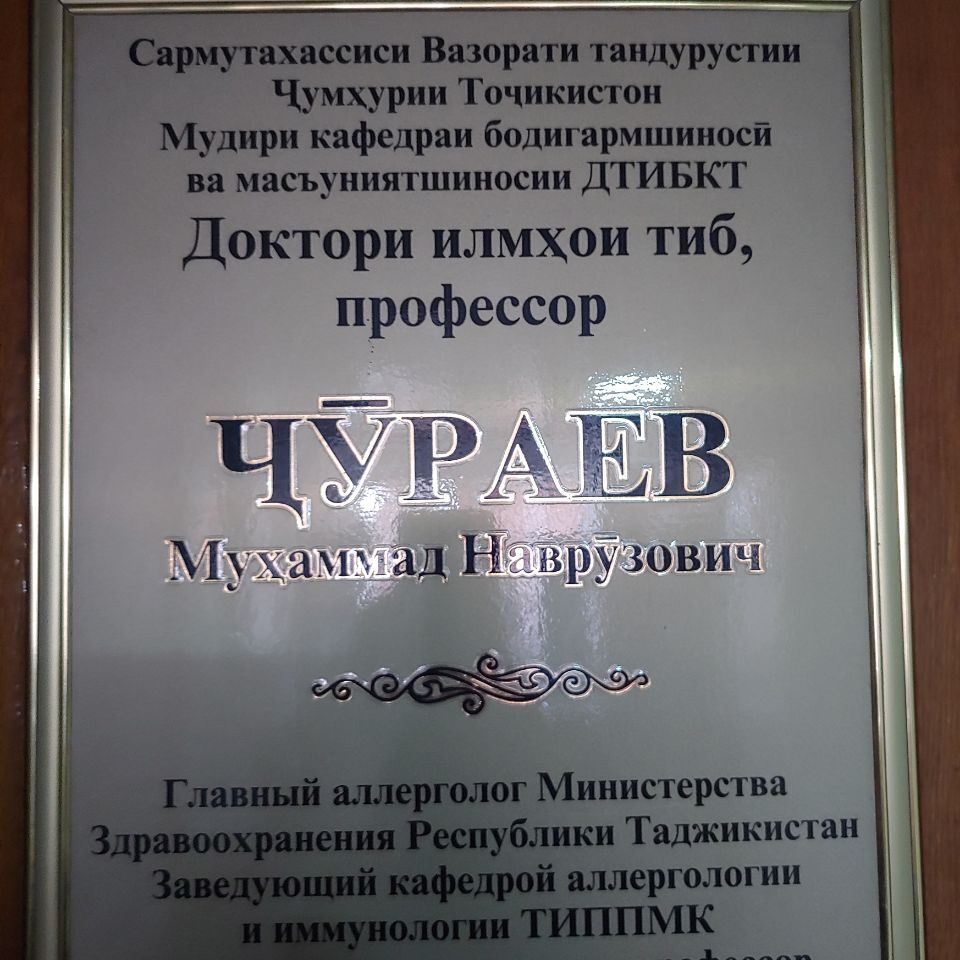 Сармутахассиси Вазорати тандурустии
Ҷумҳурии Тоҷикистон
Мудири кафедраи бодигармшиносӣ
ва масъуниятшиносии ДТИБКТ
Доктори илмҳои тиб,
профессор
ҶӮРАЕВ
Муҳаммад Наврӯзович
Главный аллерголог Министерства
Здравоохранения Республики Таджикистан
Заведующий кафедрой аллергологии
и иммунологии ТИППМК
профессор